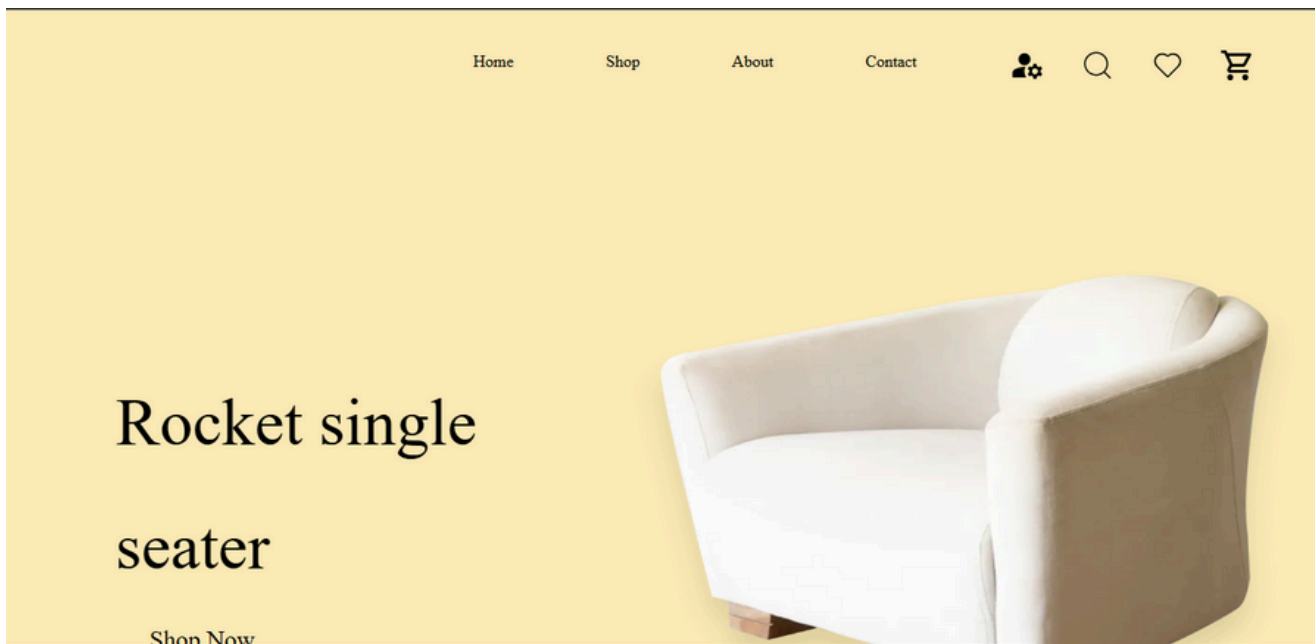 Home
Shop
About
Contact
Rocket single
seater
Shop Now